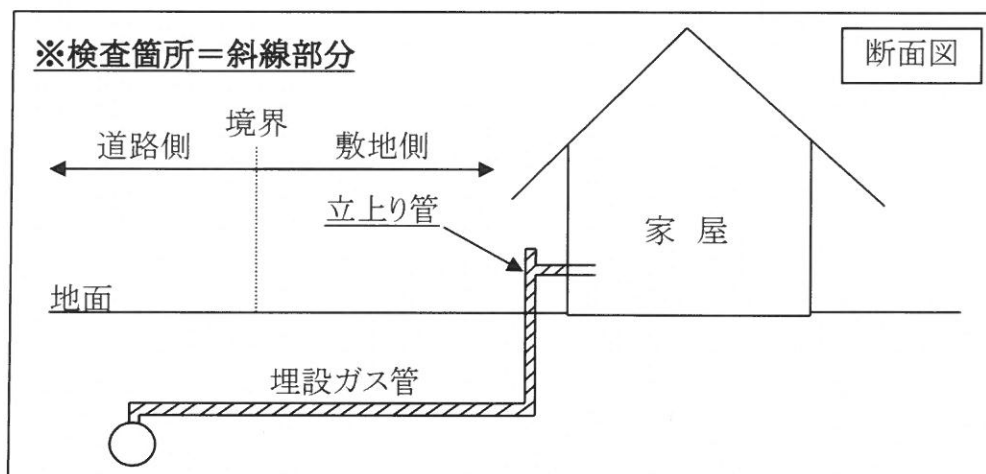 ※検査箇所＝斜線部分
断面図
境界
道路側
敷地側
立上り管
家 屋
地面
埋設ガス管